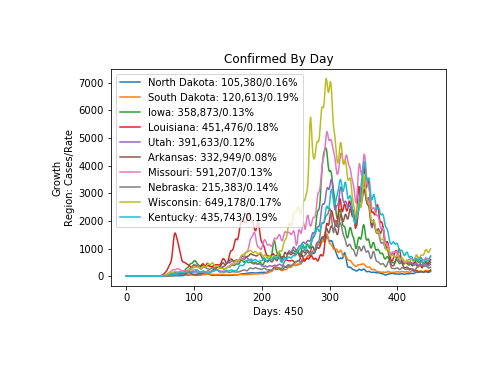 Confirmed By Day
Growth
Region: Cases/Rate
7000
6000
5000
4000
3000
2000
1000
0
North Dakota: 105,380/0.16%
South Dakota: 120,613/0.19%
Iowa: 358,873/0.13%
Louisiana: 451,476/0.18%
Utah: 391,633/0.12%
Arkansas: 332,949/0.08%
Missouri: 591,207/0.13%
Nebraska: 215,383/0.14%
Wisconsin: 649,178/0.17%
Kentucky: 435,743/0.19%
0 100 200 300 400
Days: 450